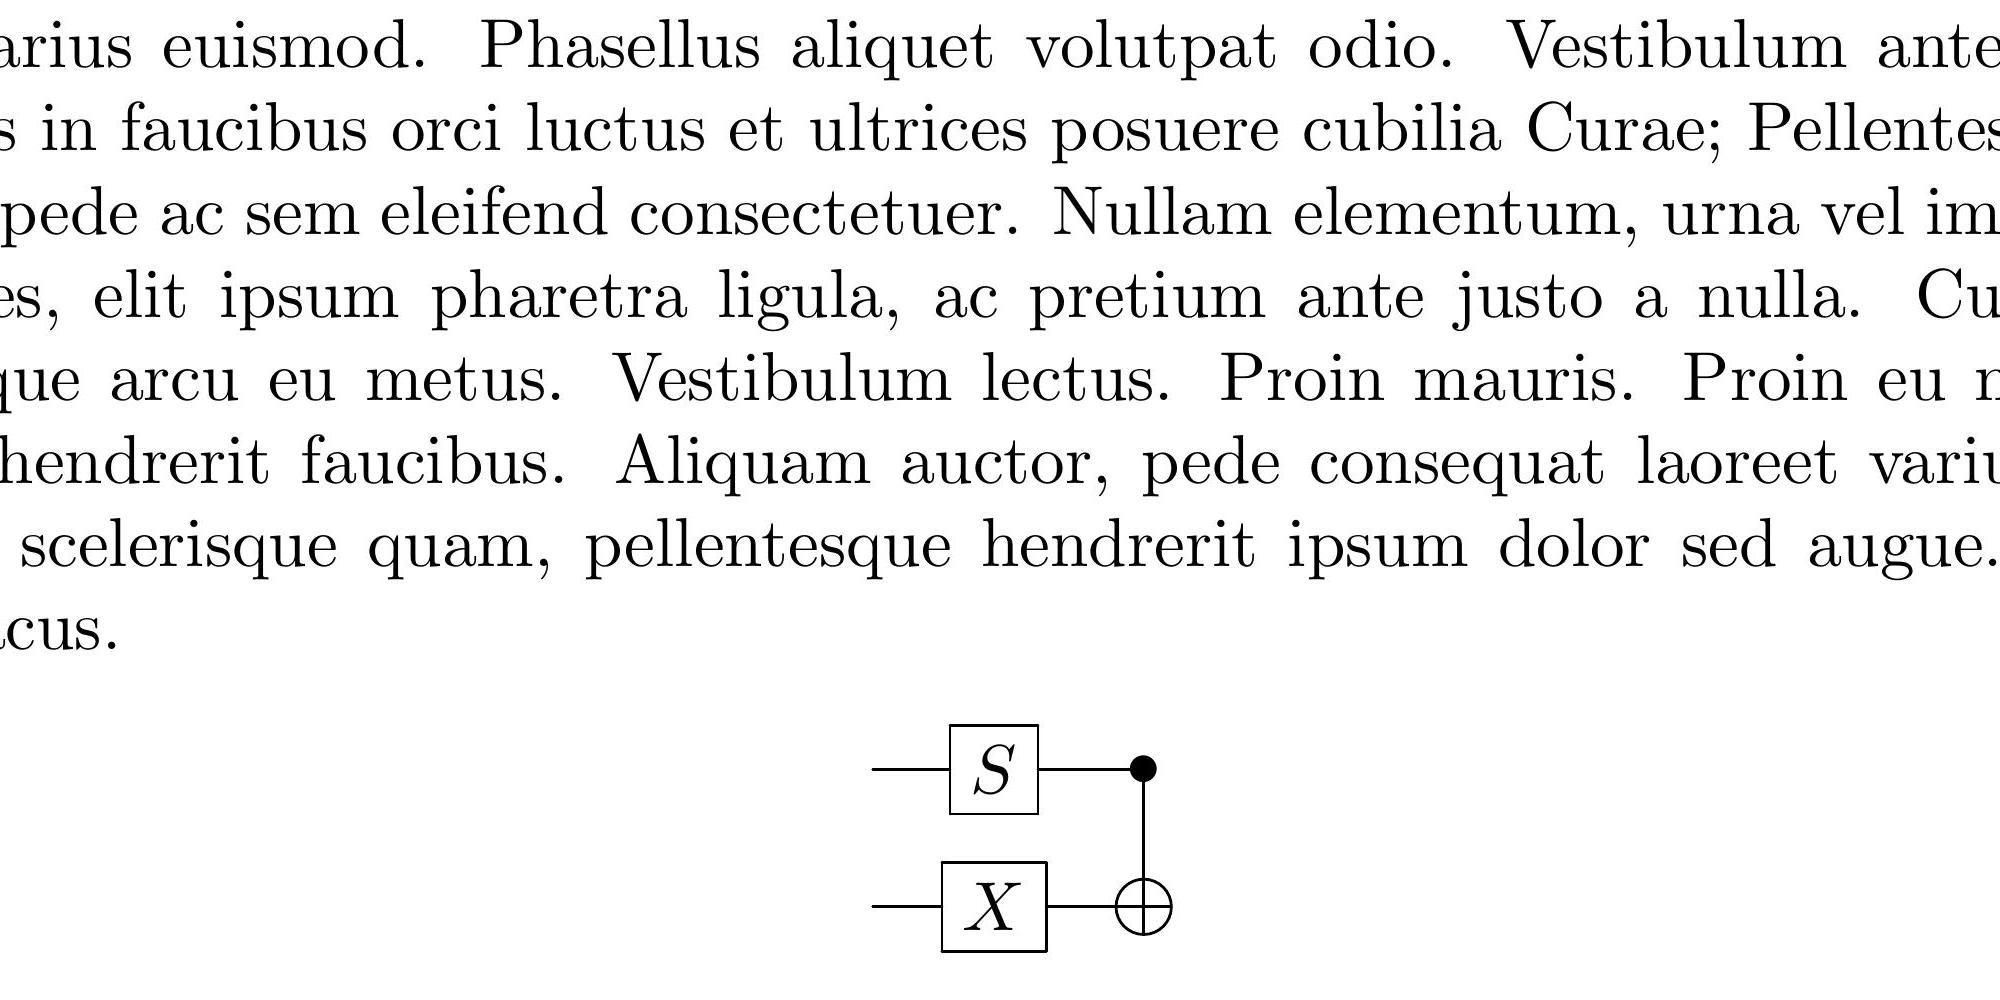 arius euismod. Phasellus aliquet volutpat odio. Vestibulum ante
s in faucibus orci luctus et ultrices posuere cubilia Curae; Pellentes
pede ac sem eleifend consectetuer. Nullam elementum, urna vel im
es, elit ipsum pharetra ligula, ac pretium ante justo a nulla. Cu
que arcu eu metus. Vestibulum lectus. Proin mauris. Proin eu n
hendrerit faucibus. Aliquam auctor, pede consequat laoreet variu
scelerisque quam, pellentesque hendrerit ipsum dolor sed augue.
cus.
S
X